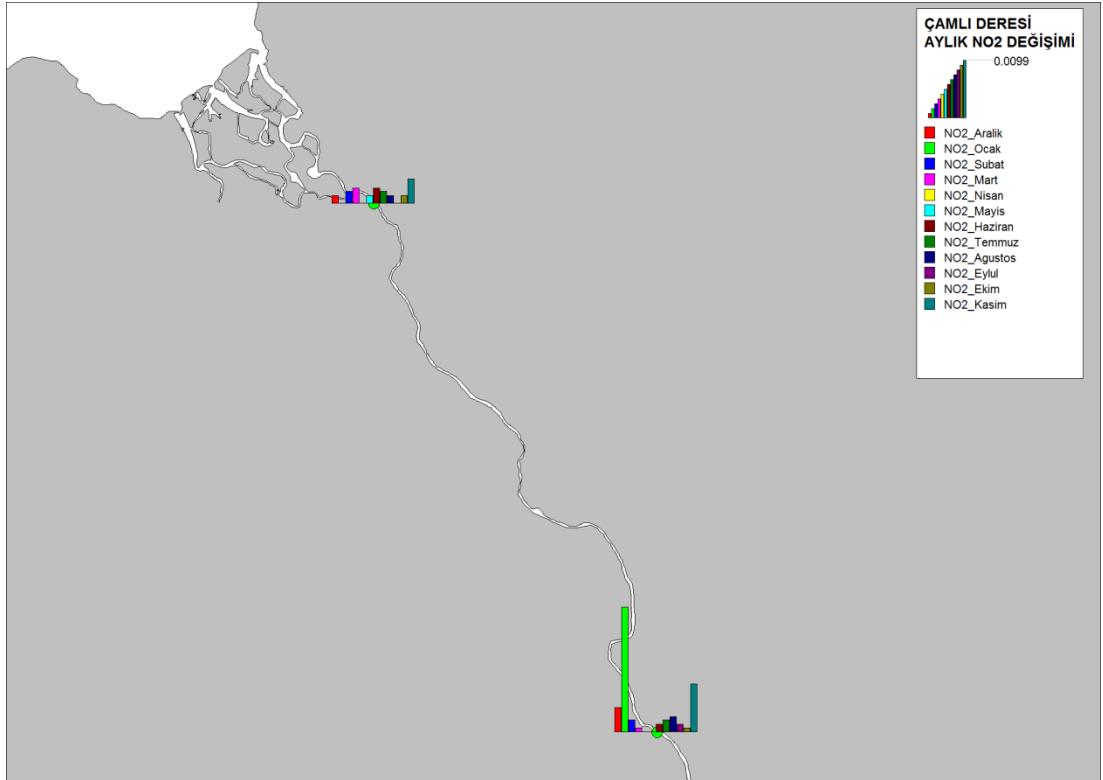 ÇAMLI DERESİ
AYLIK NO2 DEĞİŞİMİ
0.0099
NO2_Aralik
NO2_Ocak
NO2_Subat
NO2_Mart
NO2_Nisan
NO2_Mayis
NO2_Haziran
NO2_Temmuz
NO2_Agustos
NO2_Eylul
NO2_Ekim
NO2_Kasim